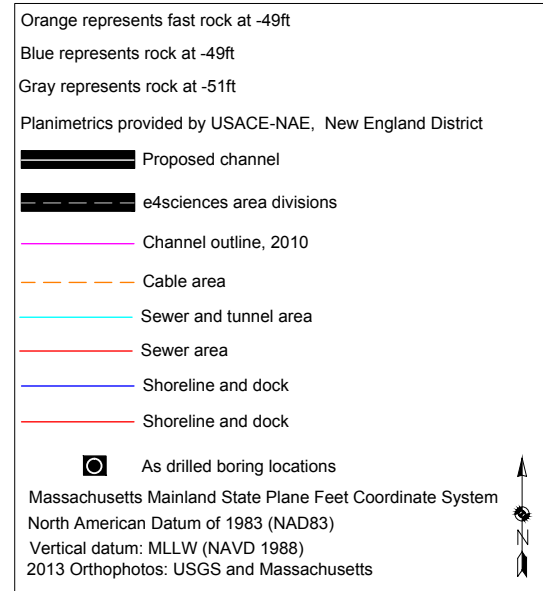 Orange represents fast rock at -49ft
Blue represents rock at -49ft
Gray represents rock at -51ft
Planimetrics provided by USACE-NAE, New England District
Proposed channel
e4sciences area divisions
Channel outline, 2010
Cable area
Sewer and tunnel area
Sewer area
Shoreline and dock
Shoreline and dock
As drilled boring locations
Massachusetts Mainland State Plane Feet Coordinate System
North American Datum of 1983 (NAD83)
Vertical datum: MLLW (NAVD 1988)
2013 Orthophotos: USGS and Massachusetts
N